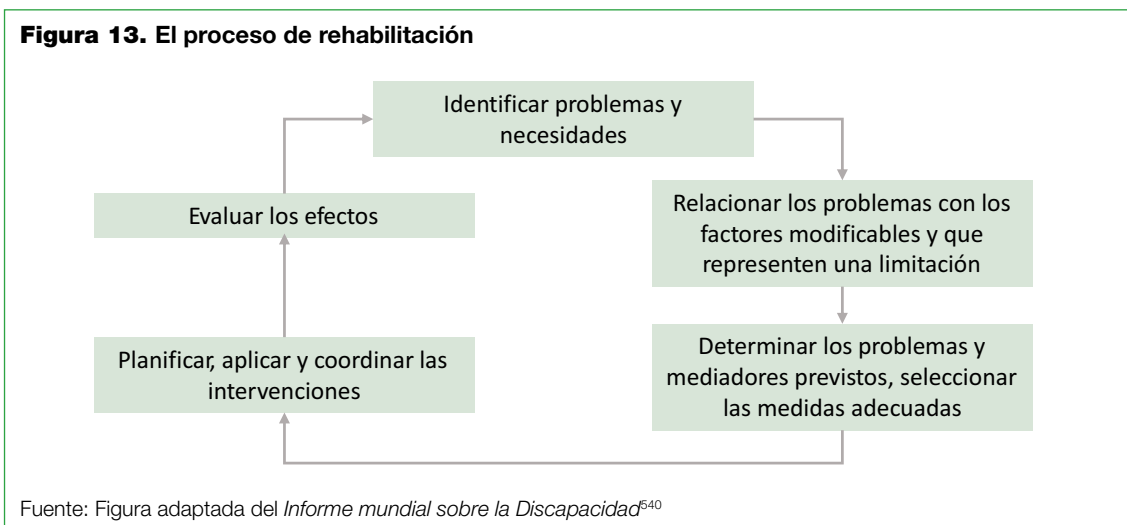 Figura 13. El proceso de rehabilitación
Identificar problemas y
necesidades
Evaluar los efectos
Relacionar los problemas con los
factores modificables y que
representen una limitación
Planificar, aplicar y coordinar las
intervenciones
Determinar los problemas y
mediadores previstos, seleccionar
las medidas adecuadas
Fuente: Figura adaptada del Informe mundial sobre la Discapacidad540